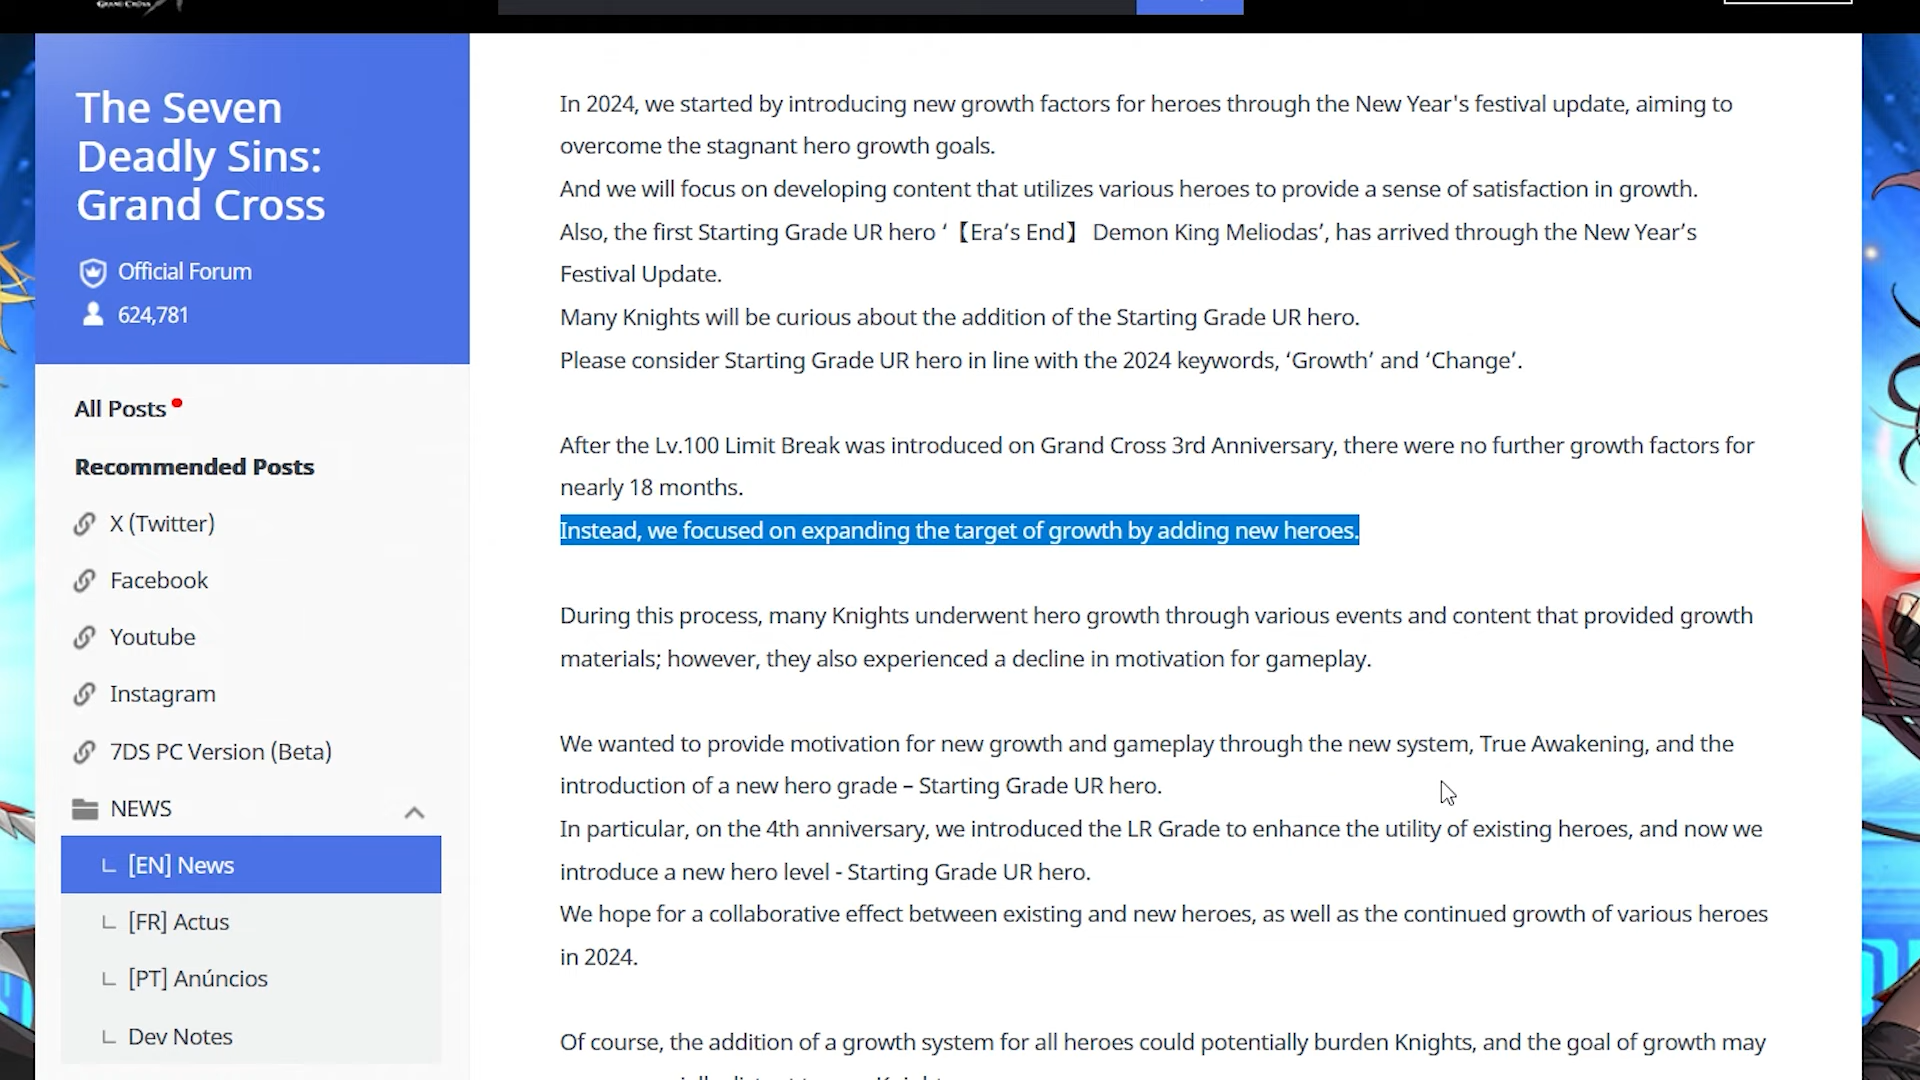 GRAND CROSS
The Seven
Deadly Sins:
Grand Cross
Official Forum
624,781
All Posts
Recommended Posts
X (Twitter)
Facebook
Youtube
Instagram
7DS PC Version (Beta)
NEWS
[EN] News
[FR] Actus
[PT] Anúncios
Dev Notes
In 2024, we started by introducing new growth factors for heroes through the New Year's festival update, aiming to
overcome the stagnant hero growth goals.
And we will focus on developing content that utilizes various heroes to provide a sense of satisfaction in growth.
Also, the first Starting Grade UR hero ‘【Era’s End】 Demon King Meliodas’, has arrived through the New Year’s
Festival Update.
Many Knights will be curious about the addition of the Starting Grade UR hero.
Please consider Starting Grade UR hero in line with the 2024 keywords, ‘Growth’ and ‘Change’.
After the Lv.100 Limit Break was introduced on Grand Cross 3rd Anniversary, there were no further growth factors for
nearly 18 months.
Instead, we focused on expanding the target of growth by adding new heroes.
During this process, many Knights underwent hero growth through various events and content that provided growth
materials; however, they also experienced a decline in motivation for gameplay.
We wanted to provide motivation for new growth and gameplay through the new system, True Awakening, and the
introduction of a new hero grade – Starting Grade UR hero.
In particular, on the 4th anniversary, we introduced the LR Grade to enhance the utility of existing heroes, and now we
introduce a new hero level - Starting Grade UR hero.
We hope for a collaborative effect between existing and new heroes, as well as the continued growth of various heroes
in 2024.
Of course, the addition of a growth system for all heroes could potentially burden Knights, and the goal of growth may